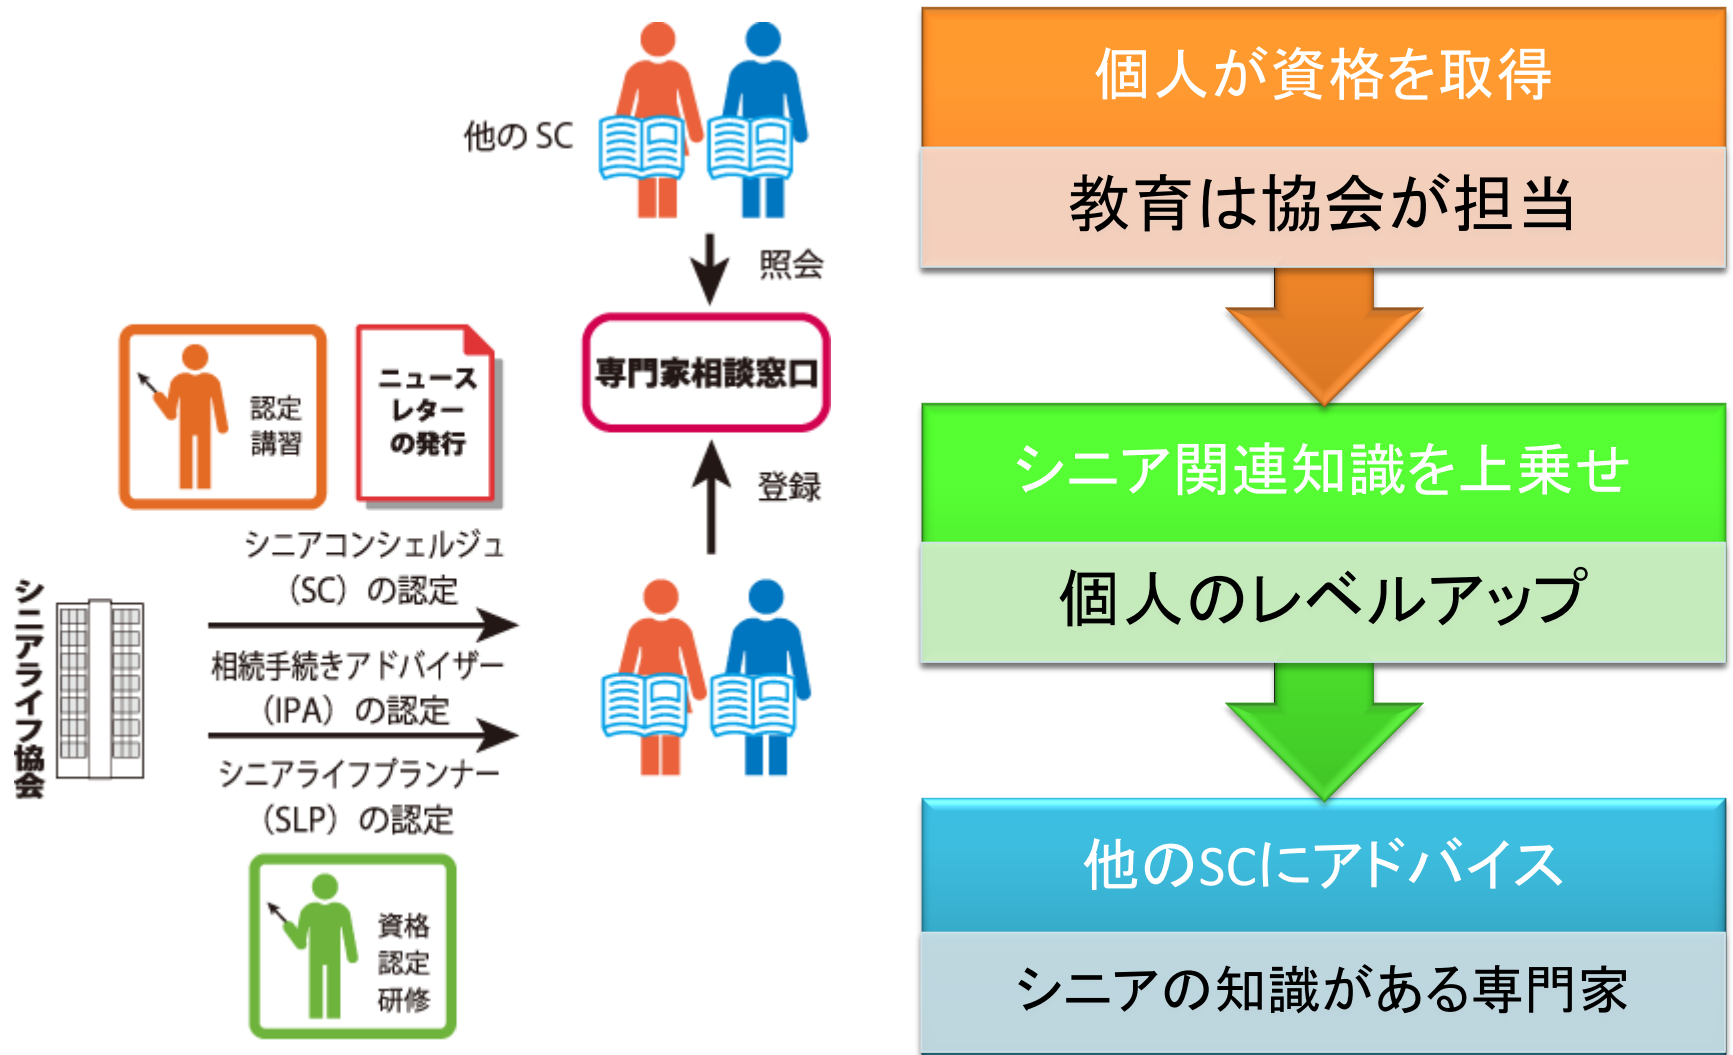 他のSC
照会
専門家相談窓口
登録
認定
講習
ニュース
レター
の発行
シニアコンシェルジュ
（SC）の認定
シニアライフ協会
相続手続きアドバイザー
（IPA）の認定
シニアライフプランナー
（SLP）の認定
資格
認定
研修
個人が資格を取得
教育は協会が担当
シニア関連知識を上乗せ
個人のレベルアップ
他のSCにアドバイス
シニアの知識がある専門家